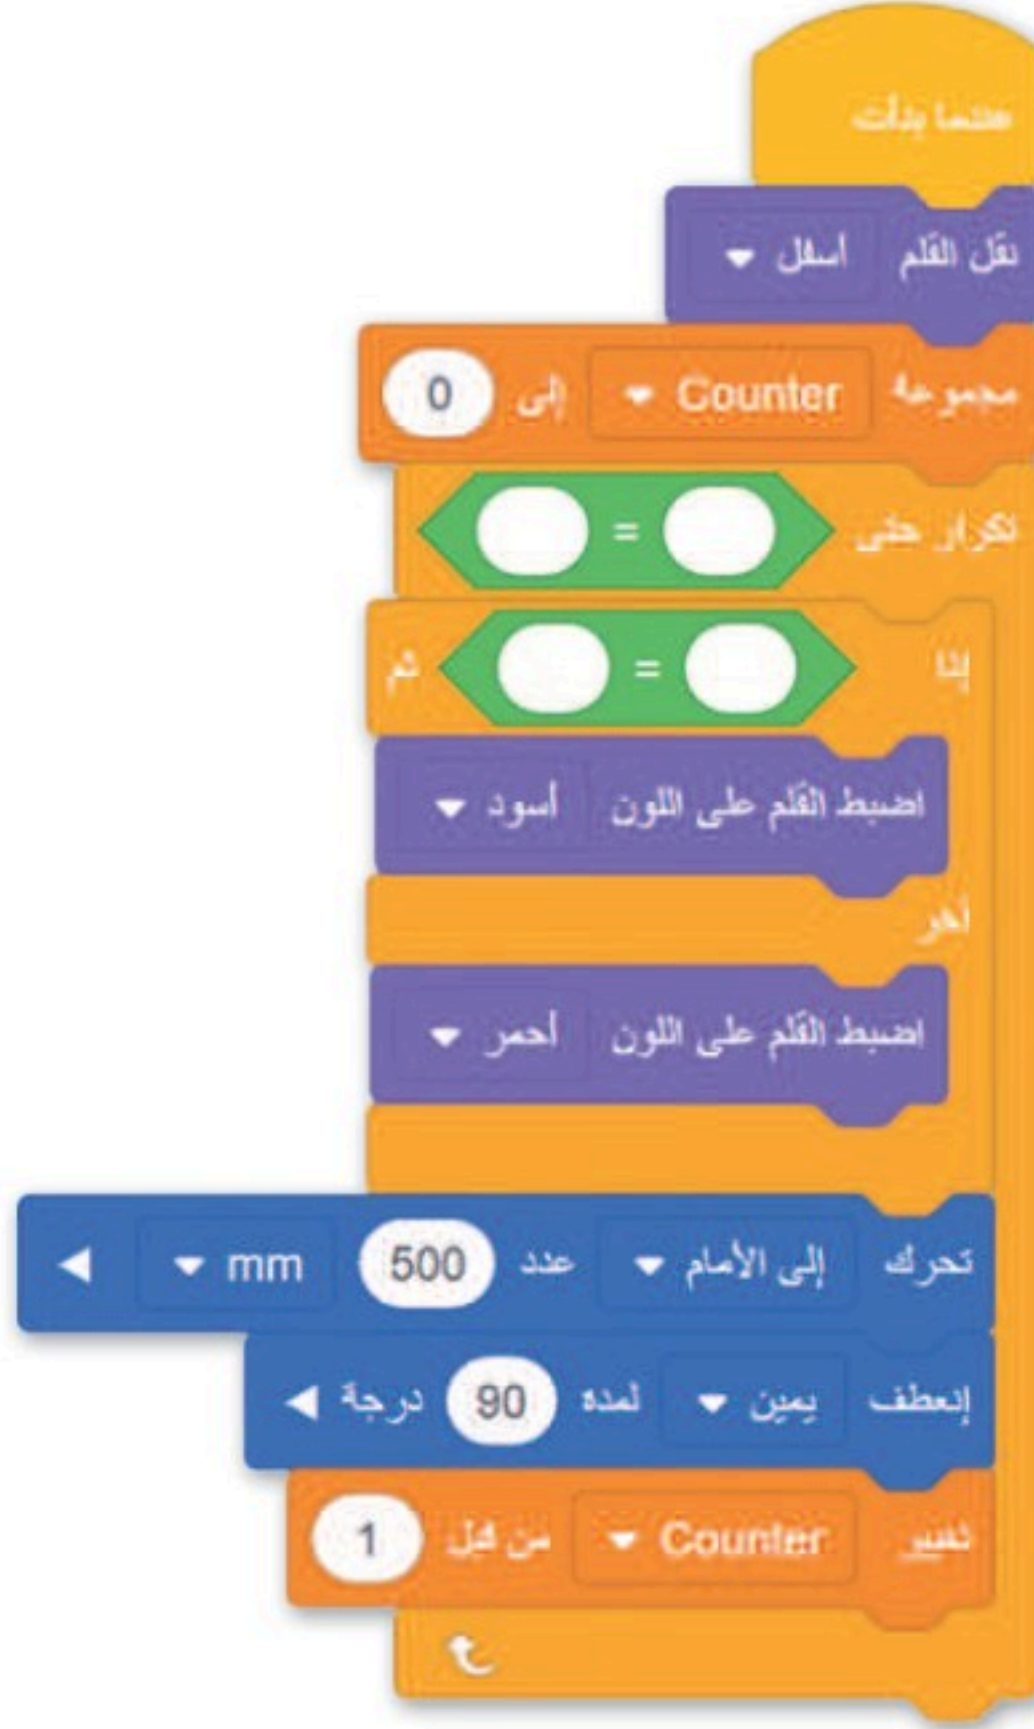 عندما بدأت
نقل القلم أسفل
مجموعة Counter إلى 0
تكرار حتى =
إذا = ثم
اضبط القلم على اللون أسود
آخر
اضبط القلم على اللون أحمر
تحرك إلى الأمام عدد 500 mm
إنعطف يمين لمده 90 درجة
تغيير Counter من قبل 1